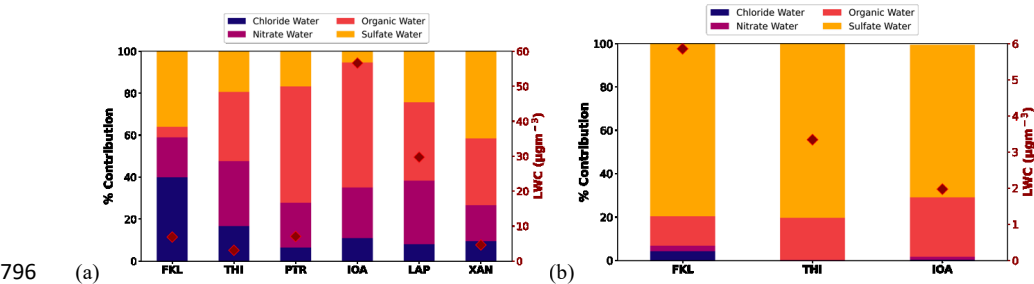 Chloride Water Organic Water
Nitrate Water Sulfate Water
100
80
60
40
20
0
% Contribution
60
50
40
30
20
10
0
LWC (μgm⁻³)
FKL THI PTR IOA LAP XAN
796 (a)
Chloride Water Organic Water
Nitrate Water Sulfate Water
100
80
60
40
20
0
% Contribution
6
5
4
3
2
1
0
LWC (μgm⁻³)
FKL THI IOA
(b)